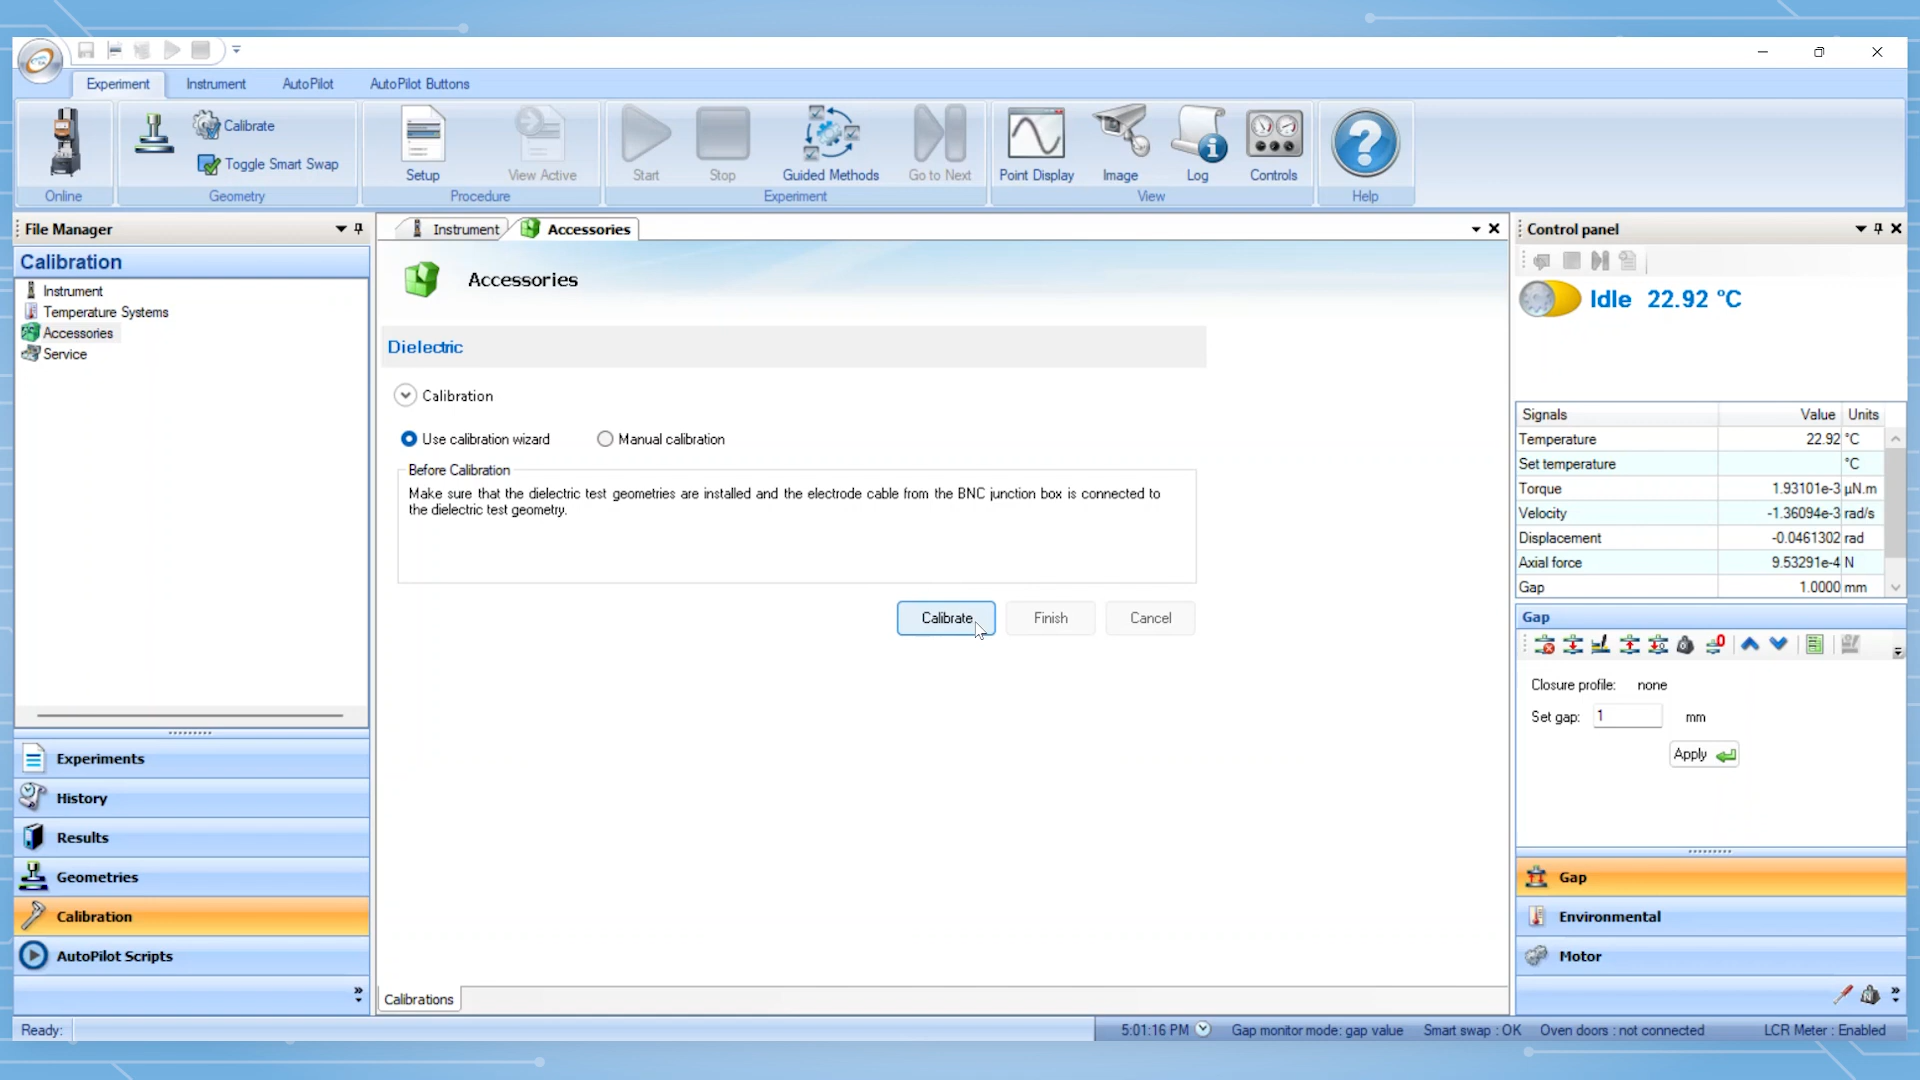 Experiment
Instrument
AutoPilot
AutoPilot Buttons
Calibrate
Toggle Smart Swap
Setup
View Active
Start
Stop
Guided Methods
Go to Next
Point Display
Image
Log
Controls
Online
Geometry
Procedure
Experiment
View
Help
File Manager
Calibration
Instrument
Temperature Systems
Accessories
Service
Experiments
History
Results
Geometries
Calibration
AutoPilot Scripts
Instrument
Accessories
Accessories
Dielectric
Calibration
Use calibration wizard
Manual calibration
Before Calibration
Make sure that the dielectric test geometries are installed and the electrode cable from the BNC junction box is connected to
the dielectric test geometry.
Calibrate
Finish
Cancel
Calibrations
Control panel
Idle 22.92 °C
Signals Value Units
Temperature 22.92 °C
Set temperature °C
Torque 1.93101e-3 µN.m
Velocity -1.36094e-3 rad/s
Displacement -0.0461302 rad
Axial force 9.53291e-4 N
Gap 1.0000 mm
Gap
Closure profile: none
Set gap: 1 mm
Apply
Gap
Environmental
Motor
Ready:
5:01:16 PM
Gap monitor mode: gap value
Smart swap : OK
Oven doors : not connected
LCR Meter : Enabled